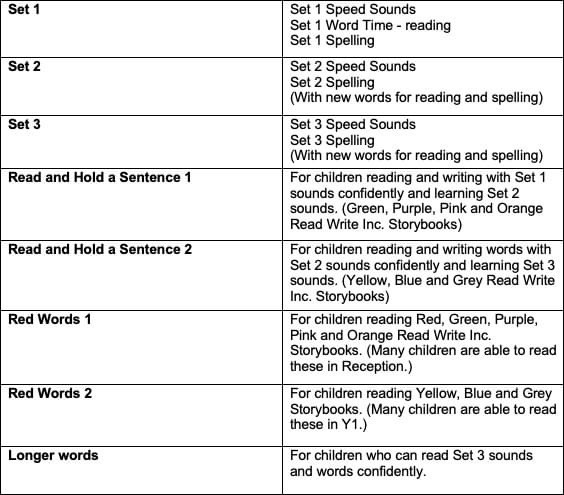 Set 1
Set 1 Speed Sounds
Set 1 Word Time - reading
Set 1 Spelling
Set 2
Set 2 Speed Sounds
Set 2 Spelling
(With new words for reading and spelling)
Set 3
Set 3 Speed Sounds
Set 3 Spelling
(With new words for reading and spelling)
Read and Hold a Sentence 1
For children reading and writing with Set 1
sounds confidently and learning Set 2
sounds. (Green, Purple, Pink and Orange
Read Write Inc. Storybooks)
Read and Hold a Sentence 2
For children reading and writing words with
Set 2 sounds confidently and learning Set 3
sounds. (Yellow, Blue and Grey Read Write
Inc. Storybooks)
Red Words 1
For children reading Red, Green, Purple,
Pink and Orange Read Write Inc.
Storybooks. (Many children are able to read
these in Reception.)
Red Words 2
For children reading Yellow, Blue and Grey
Storybooks. (Many children are able to read
these in Y1.)
Longer words
For children who can read Set 3 sounds
and words confidently.